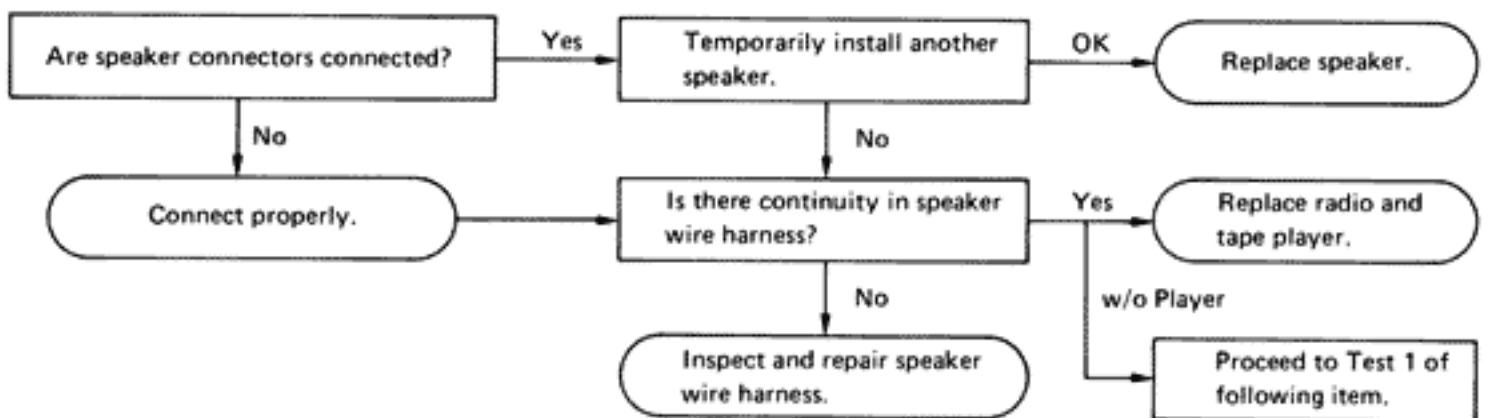 Are speaker connectors connected?
Yes
Temporarily install another
speaker.
OK
Replace speaker.
No
No
Connect properly.
Is there continuity in speaker
wire harness?
Yes
Replace radio and
tape player.
No
w/o Player
Inspect and repair speaker
wire harness.
Proceed to Test 1 of
following item.